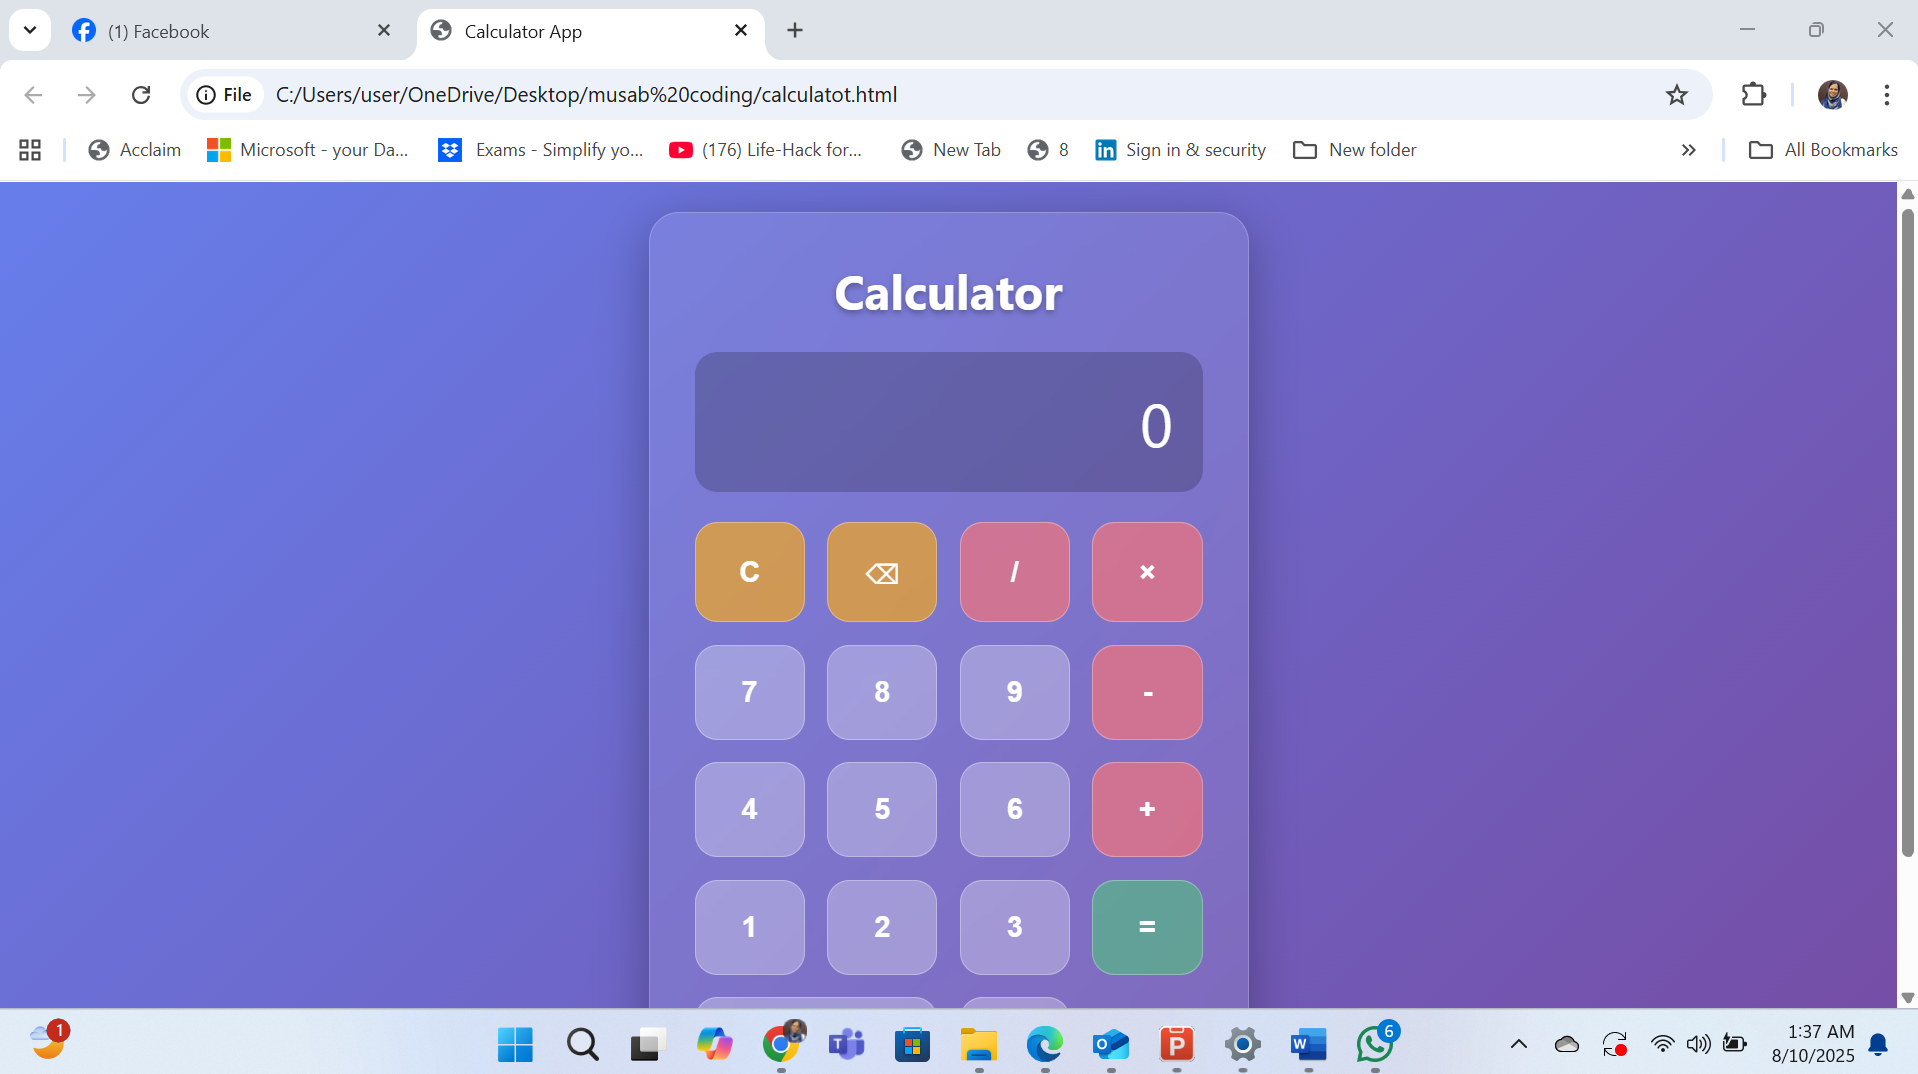 (1) Facebook
Calculator App
File
C:/Users/user/OneDrive/Desktop/musab%20coding/calculatot.html
Acclaim
Microsoft - your Da...
Exams - Simplify yo...
(176) Life-Hack for...
New Tab
8
Sign in & security
New folder
All Bookmarks
Calculator
0
C ⌫ / ×
7 8 9 -
4 5 6 +
1 2 3 =
1
6
1:37 AM
8/10/2025